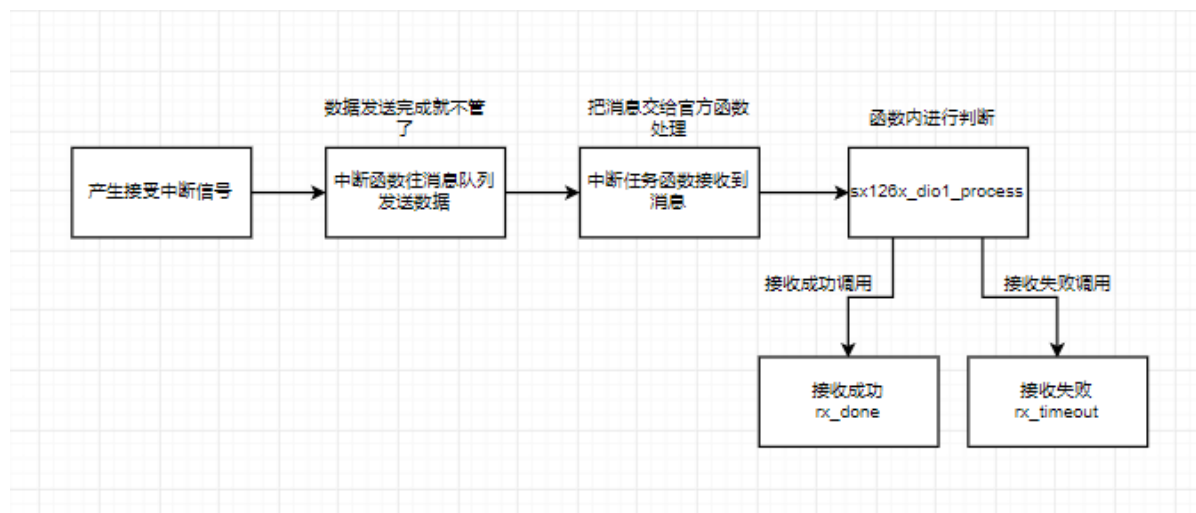 数据发送完成就不管
了
把消息交给官方函数
处理
函数内进行判断
产生接受中断信号
中断函数往消息队列
发送数据
中断任务函数接收到
消息
sx126x_dio1_process
接收成功调用
接收失败调用
接收成功
rx_done
接收失败
rx_timeout